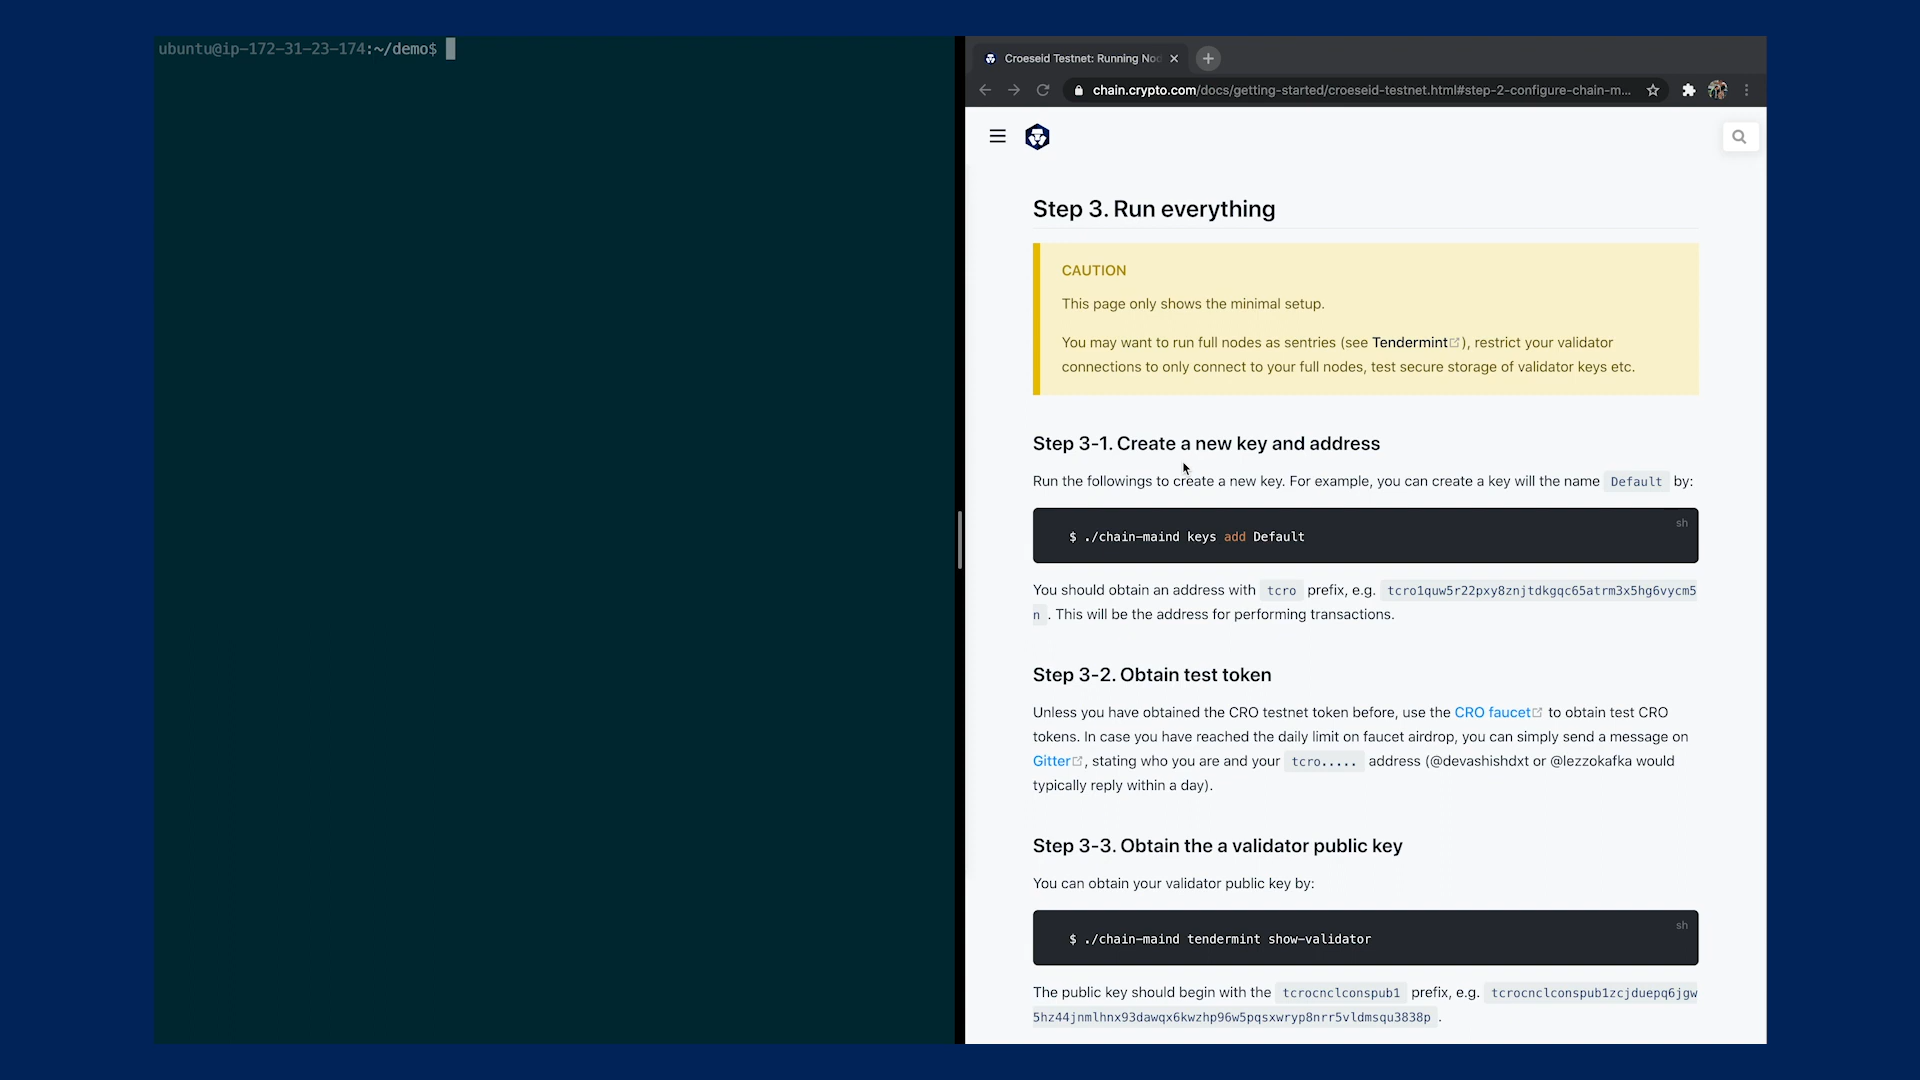 ubuntu@ip-172-31-23-174:~/demo$
Croeseid Testnet: Running Noc
chain.crypto.com/docs/getting-started/croeseid-testnet.html#step-2-configure-chain-m...
Step 3. Run everything
CAUTION
This page only shows the minimal setup.
You may want to run full nodes as sentries (see Tendermint), restrict your validator
connections to only connect to your full nodes, test secure storage of validator keys etc.
Step 3-1. Create a new key and address
Run the followings to create a new key. For example, you can create a key will the name Default by:
sh
$ ./chain-maind keys add Default
You should obtain an address with tcro prefix, e.g. tcro1quw5r22pxy8znjtdkgqc65atrm3x5hg6vycm5
n . This will be the address for performing transactions.
Step 3-2. Obtain test token
Unless you have obtained the CRO testnet token before, use the CRO faucet to obtain test CRO
tokens. In case you have reached the daily limit on faucet airdrop, you can simply send a message on
Gitter, stating who you are and your tcro..... address (@devashishdxt or @lezzokafka would
typically reply within a day).
Step 3-3. Obtain the a validator public key
You can obtain your validator public key by:
sh
$ ./chain-maind tendermint show-validator
The public key should begin with the tcrocnclconspub1 prefix, e.g. tcrocnclconspub1zcjduepq6jgw
5hz44jnmlhnx93dawqx6kwzhp96w5pqsxwryp8nrr5vldmsqu3838p .